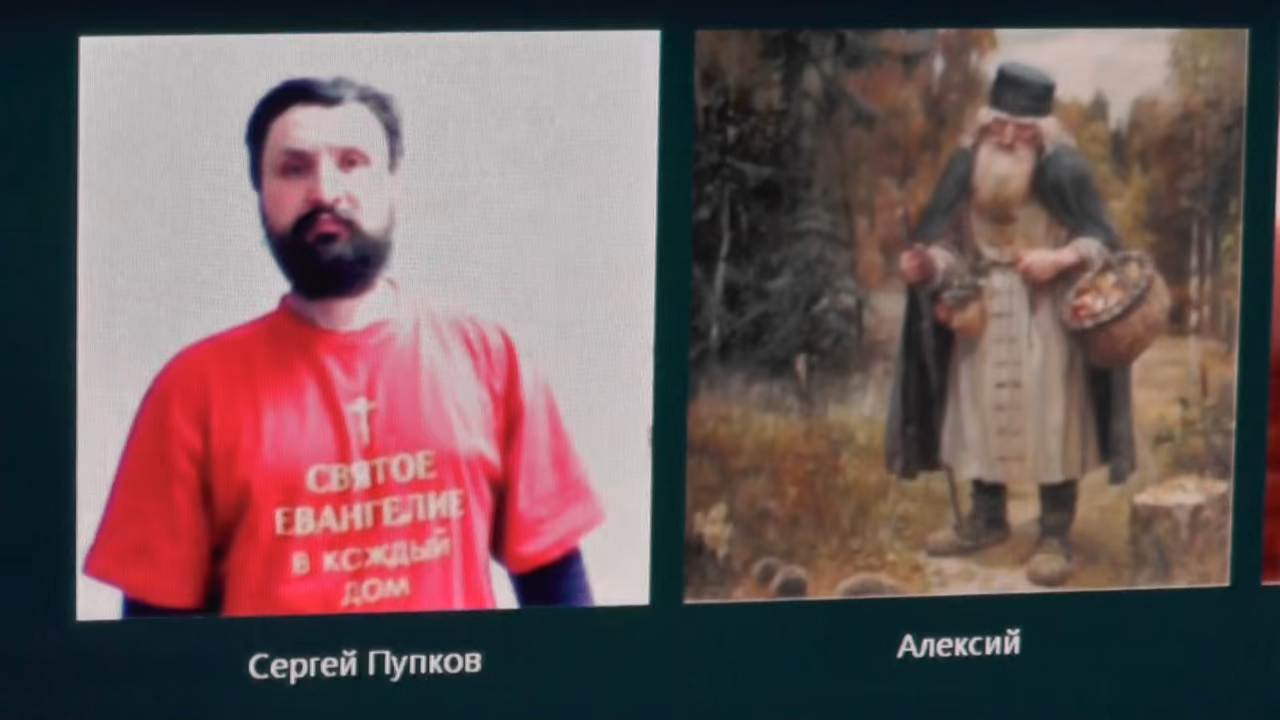 СВЯТОЕ
ЕВАНГЕЛИЕ
В КАЖДЫЙ
ДОМ
Сергей Пупков
Алексий